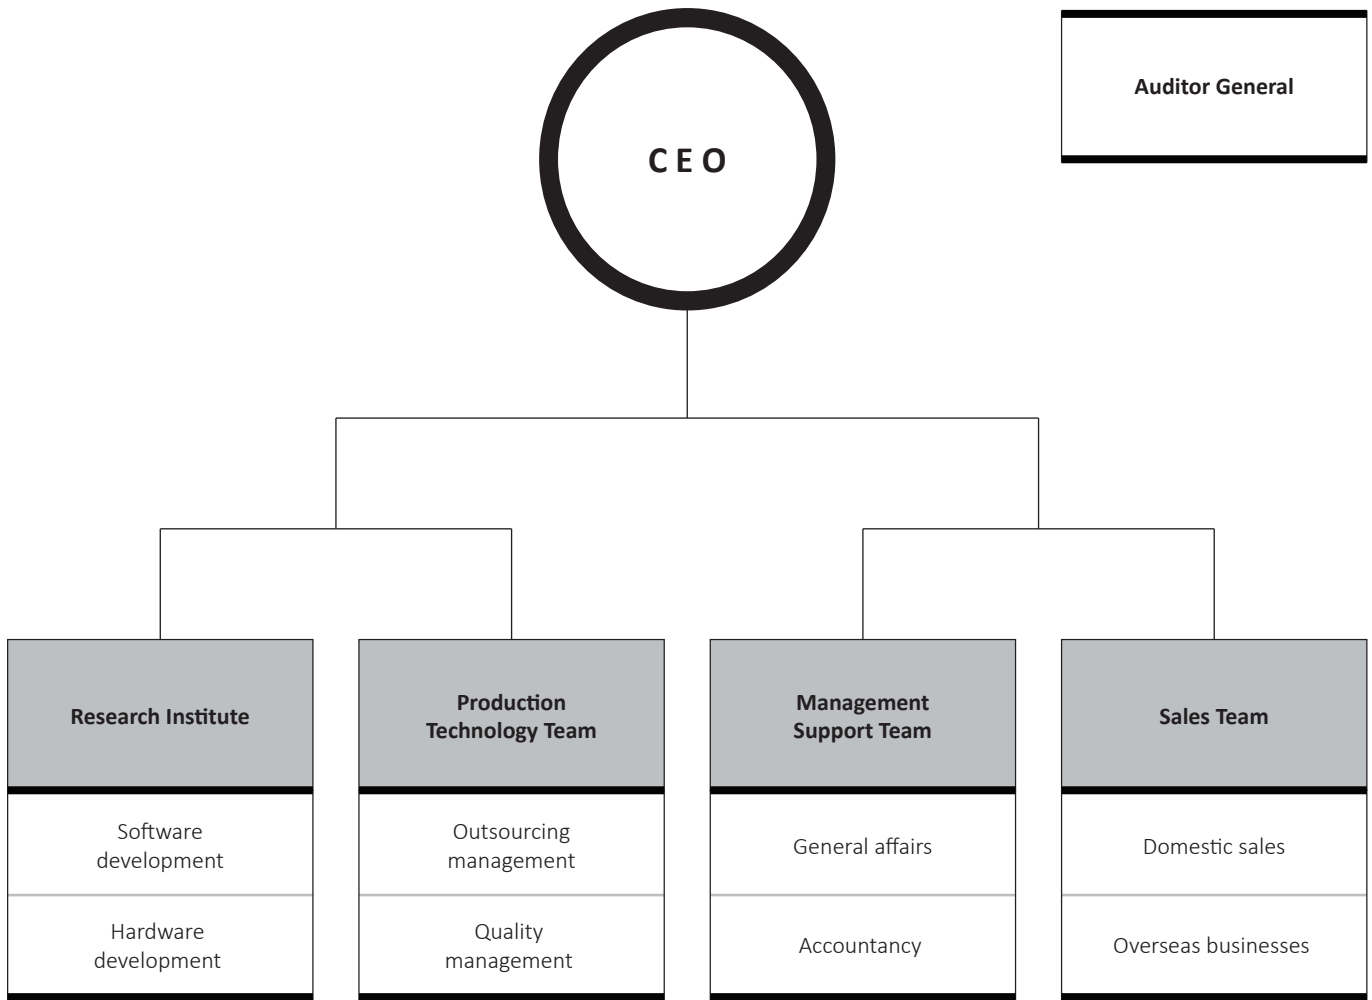 CEO
Auditor General
Research Institute
Production
Technology Team
Management
Support Team
Sales Team
Software
development
Outsourcing
management
General affairs
Domestic sales
Hardware
development
Quality
management
Accountancy
Overseas businesses